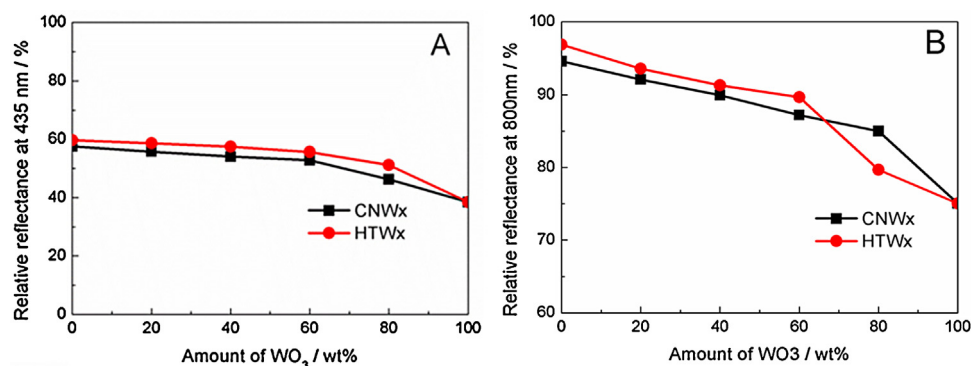 A
Relative reflectance at 435 nm / %
100
80
60
40
20
0
CNWx
HTWx
0 20 40 60 80 100
Amount of WO3 / wt%
B
Relative reflectance at 800nm / %
100
90
80
70
60
CNWx
HTWx
0 20 40 60 80 100
Amount of WO3 / wt%